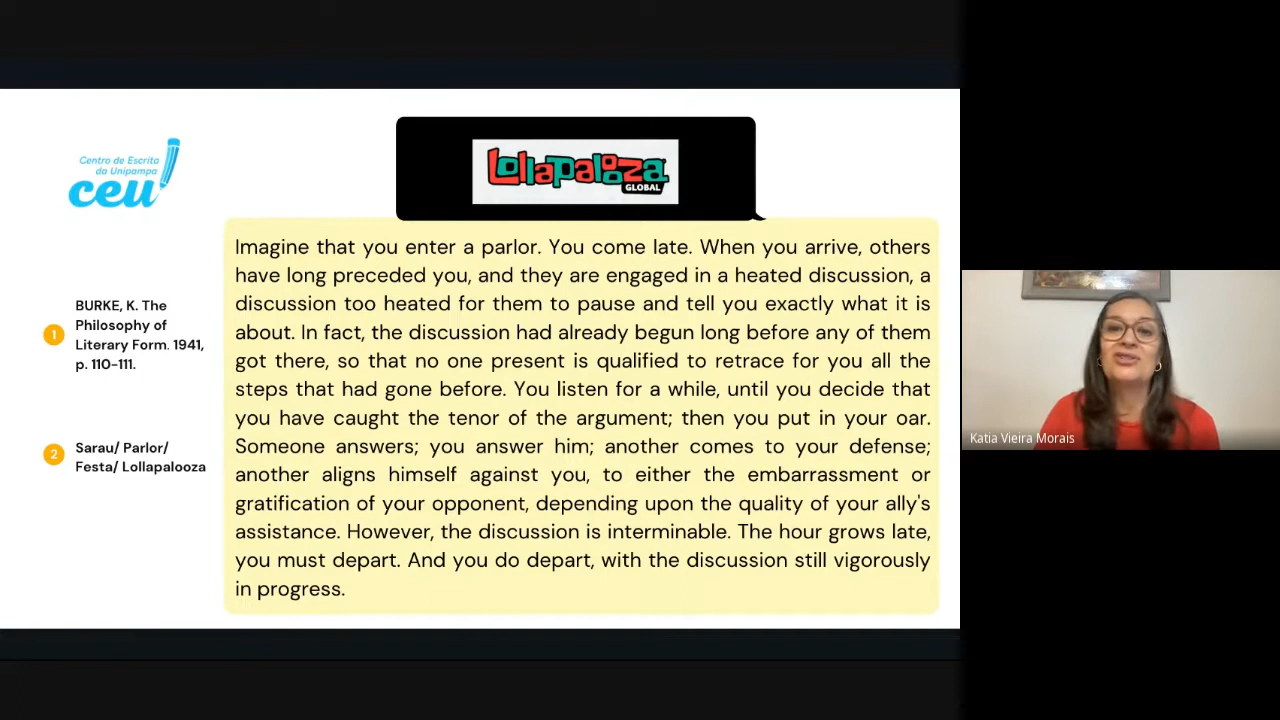 Centro de Escrita
da Unipampa
ceu
Lollapalooza
GLOBAL
BURKE, K. The
Philosophy of
Literary Form. 1941,
p. 110-111.
1
2
Sarau/ Parlor/
Festa/ Lollapalooza
Imagine that you enter a parlor. You come late. When you arrive, others
have long preceded you, and they are engaged in a heated discussion, a
discussion too heated for them to pause and tell you exactly what it is
about. In fact, the discussion had already begun long before any of them
got there, so that no one present is qualified to retrace for you all the
steps that had gone before. You listen for a while, until you decide that
you have caught the tenor of the argument; then you put in your oar.
Someone answers; you answer him; another comes to your defense;
another aligns himself against you, to either the embarrassment or
gratification of your opponent, depending upon the quality of your ally's
assistance. However, the discussion is interminable. The hour grows late,
you must depart. And you do depart, with the discussion still vigorously
in progress.
Katia Vieira Morais